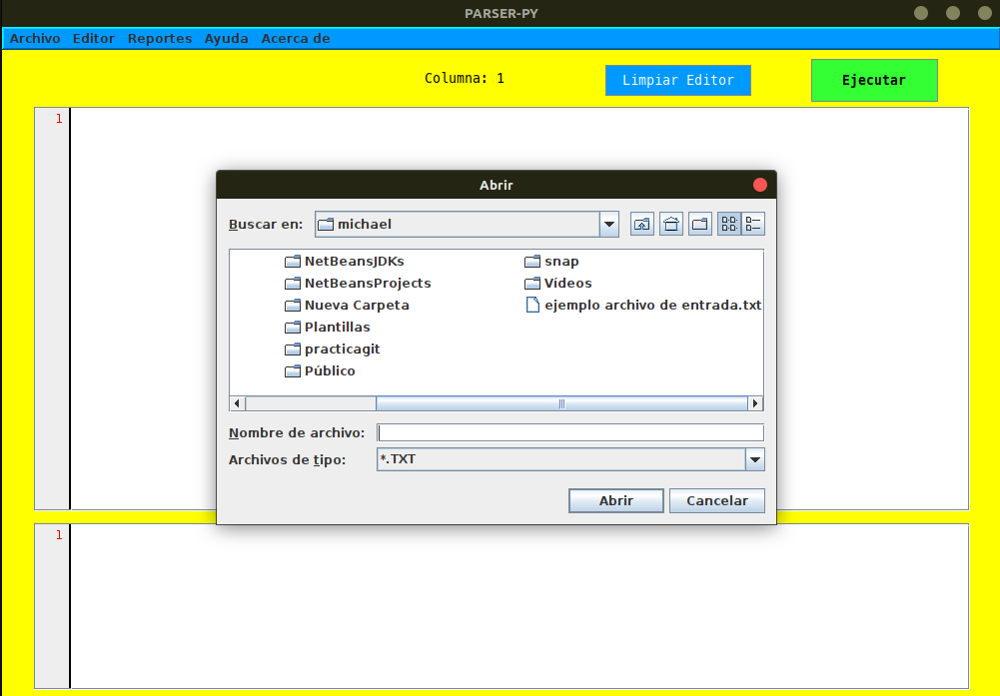 PARSER-PY
Archivo Editor Reportes Ayuda Acerca de
Columna: 1 Limpiar Editor Ejecutar
1
Abrir
Buscar en: michael
NetBeansJDKs
NetBeansProjects
Nueva Carpeta
Plantillas
practicagit
Público
snap
Vídeos
ejemplo archivo de entrada.txt
Nombre de archivo:
Archivos de tipo: *.TXT
Abrir Cancelar
1